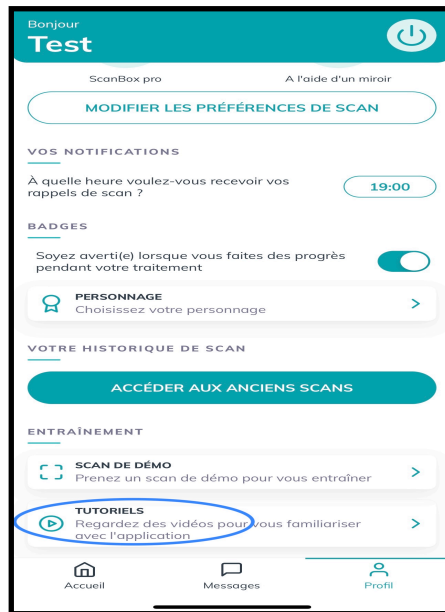 Bonjour
Test
ScanBox pro
A l'aide d'un miroir
MODIFIER LES PRÉFÉRENCES DE SCAN
VOS NOTIFICATIONS
À quelle heure voulez-vous recevoir vos
rappels de scan ?
19:00
BADGES
Soyez averti(e) lorsque vous faites des progrès
pendant votre traitement
PERSONNAGE
Choisissez votre personnage
VOTRE HISTORIQUE DE SCAN
ACCÉDER AUX ANCIENS SCANS
ENTRAÎNEMENT
SCAN DE DÉMO
Prenez un scan de démo pour vous entraîner
TUTORIELS
Regardez des vidéos pour vous familiariser
avec l'application
Accueil
Messages
Profil